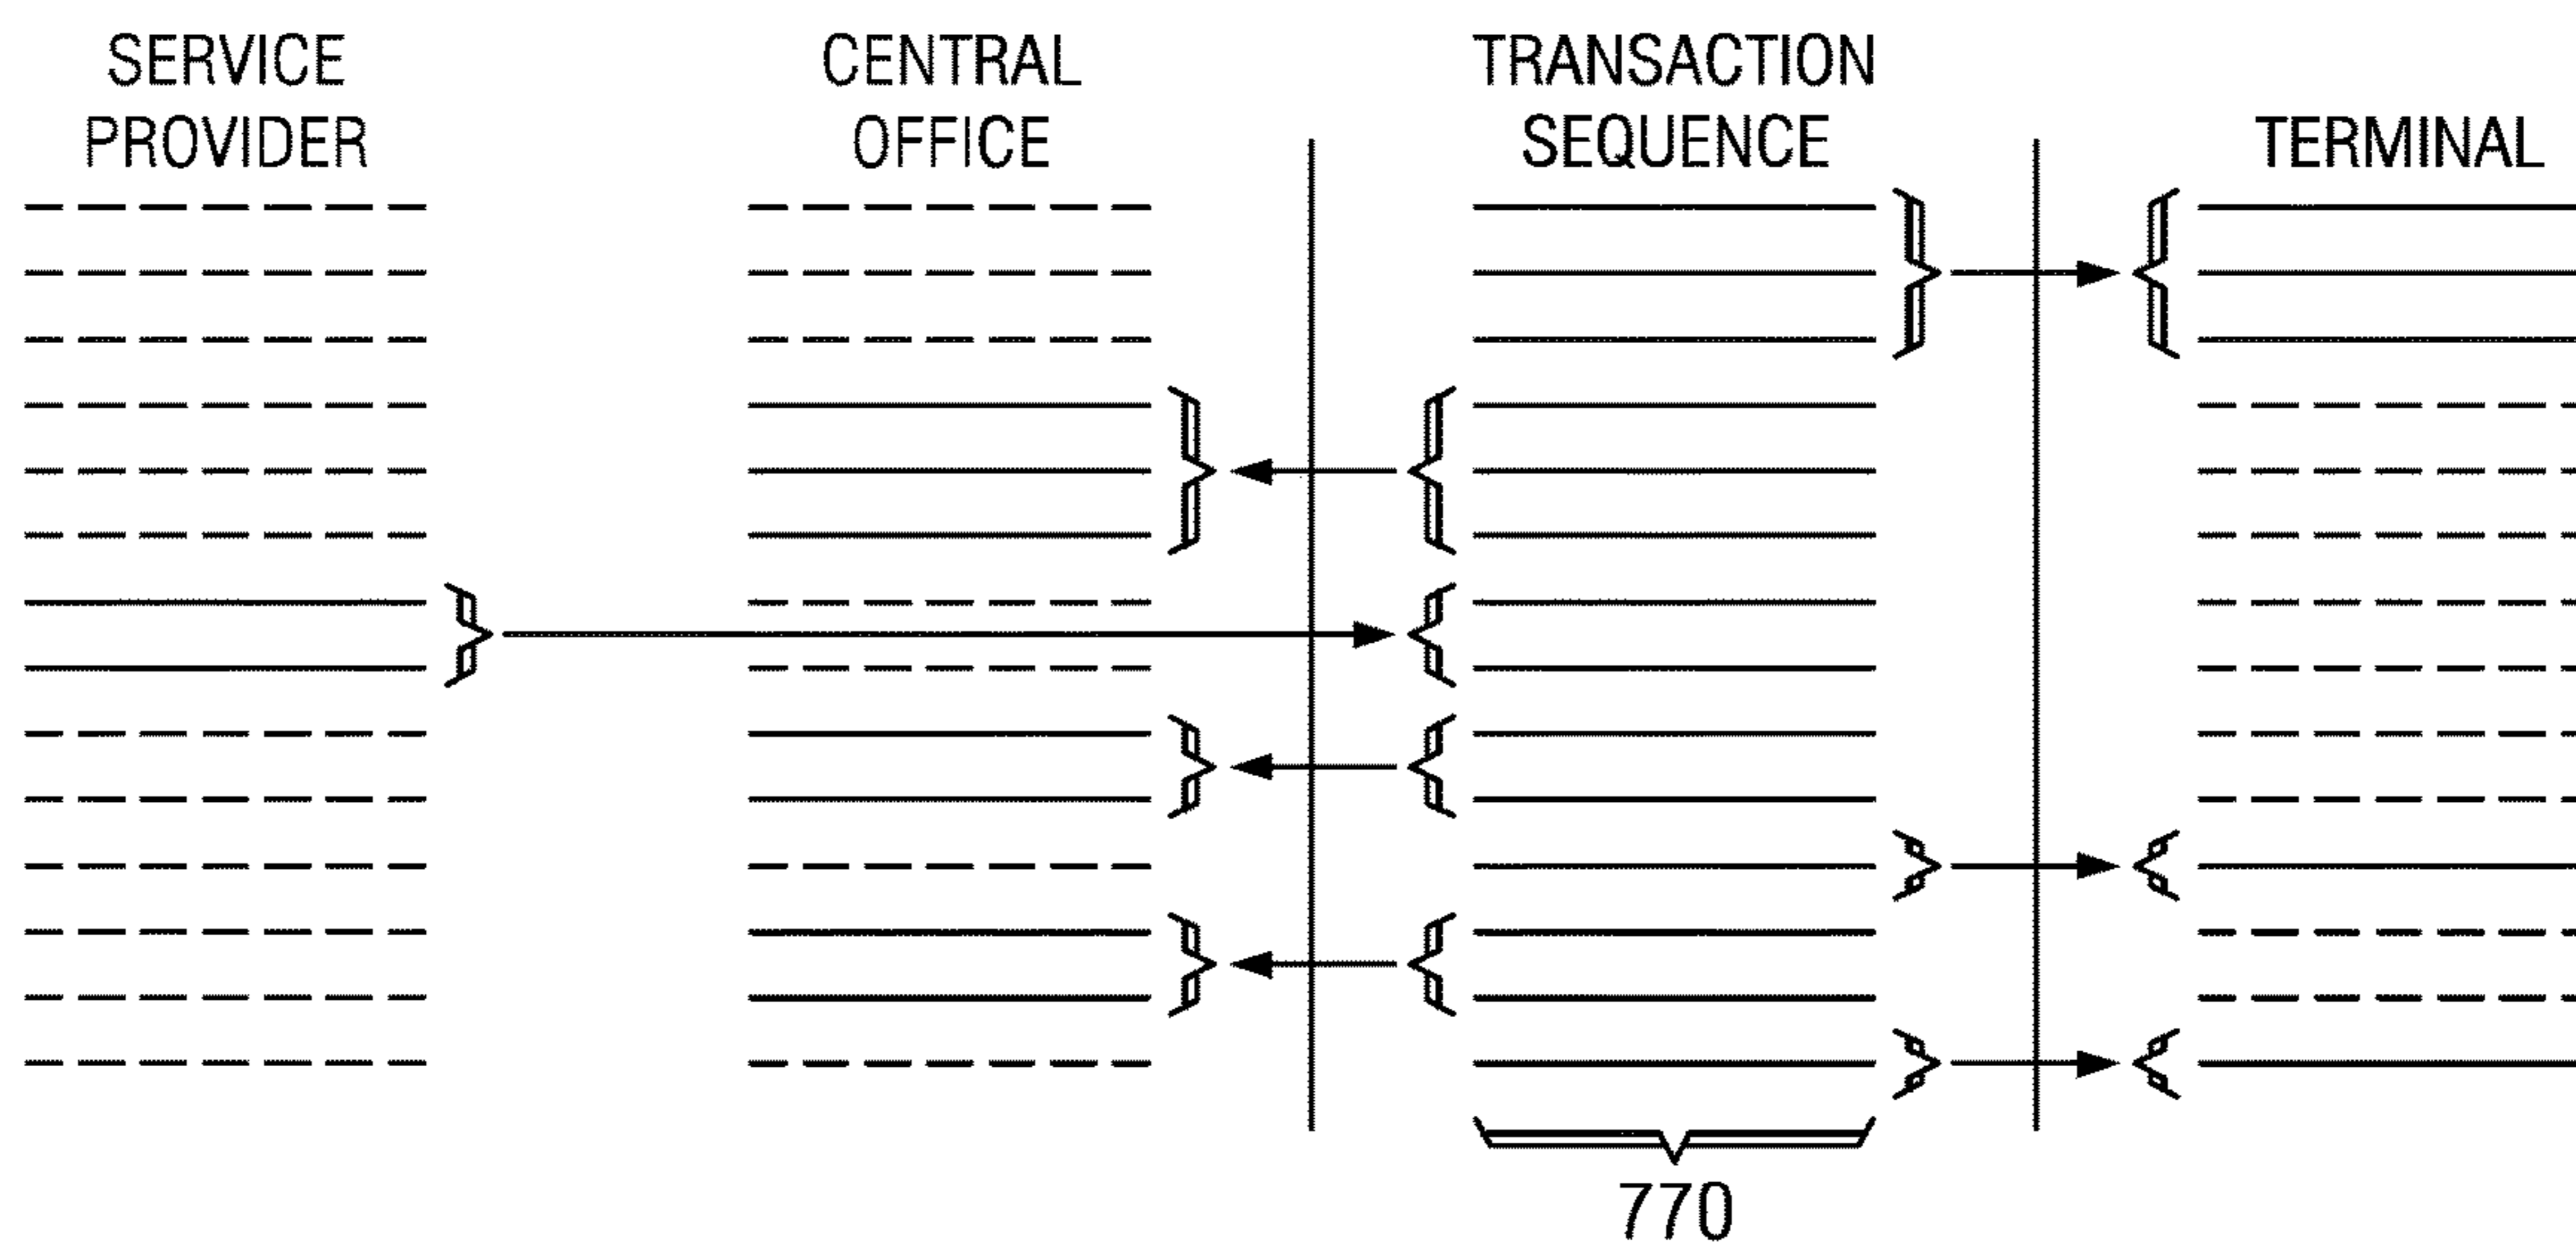 SERVICE
PROVIDER
CENTRAL
OFFICE
TRANSACTION
SEQUENCE
TERMINAL
770